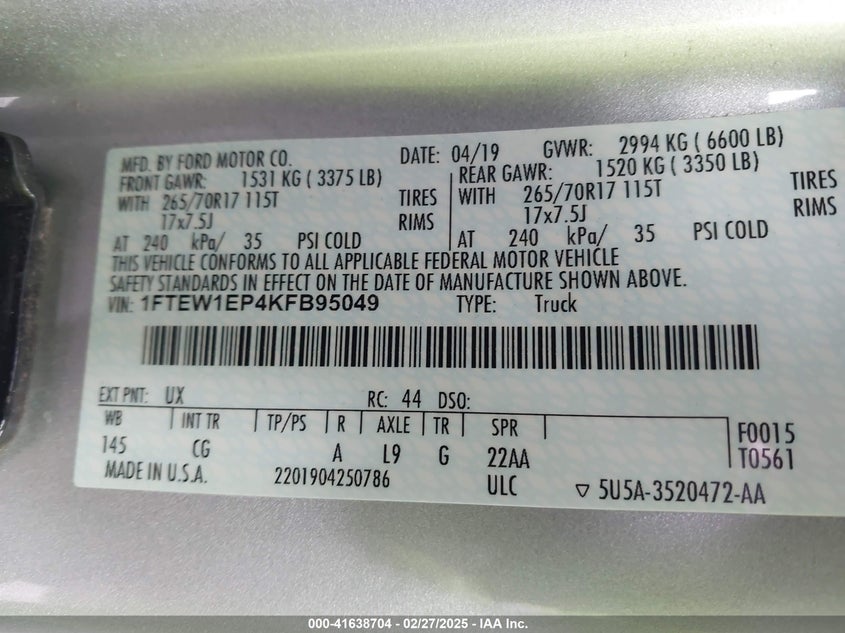 MFD. BY FORD MOTOR CO. DATE: 04/19 GVWR: 2994 KG ( 6600 LB)
FRONT GAWR: 1531 KG ( 3375 LB) REAR GAWR: 1520 KG ( 3350 LB)
WITH 265/70R17 115T TIRES WITH 265/70R17 115T TIRES
17x7.5J RIMS 17x7.5J RIMS
AT 240 kPa/ 35 PSI COLD AT 240 kPa/ 35 PSI COLD
THIS VEHICLE CONFORMS TO ALL APPLICABLE FEDERAL MOTOR VEHICLE
SAFETY STANDARDS IN EFFECT ON THE DATE OF MANUFACTURE SHOWN ABOVE.
VIN: 1FTEW1EP4KFB95049 TYPE: Truck
EXT PNT: UX RC: 44 DSO:
WB INT TR TP/PS R AXLE TR SPR F0015
145 CG A L9 G 22AA T0561
MADE IN U.S.A. 2201904250786 ULC ▽ 5U5A-3520472-AA
000-41638704 - 02/27/2025 - IAA Inc.